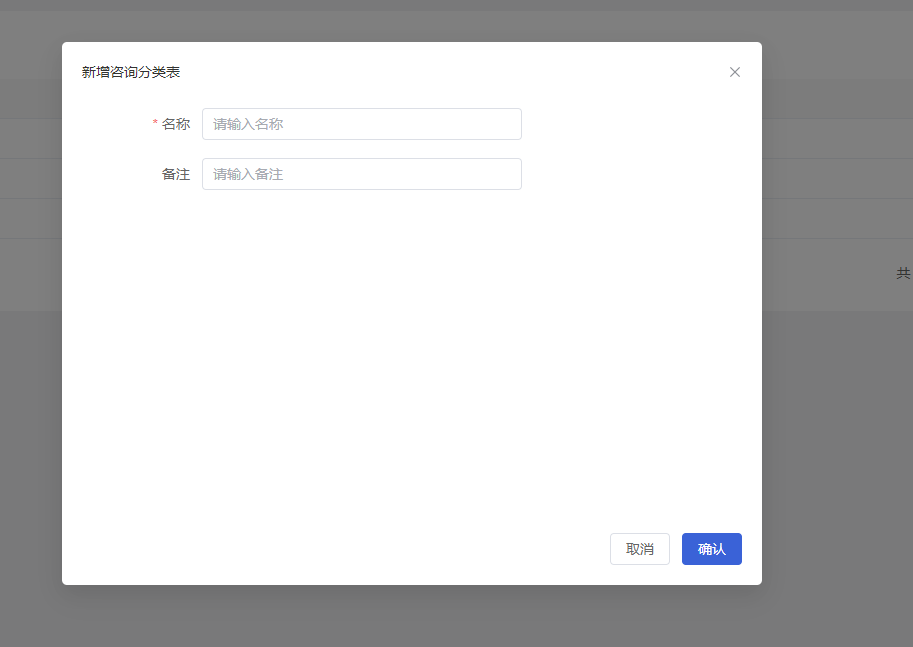 新增咨询分类表
* 名称 请输入名称
备注 请输入备注
共
取消 确认